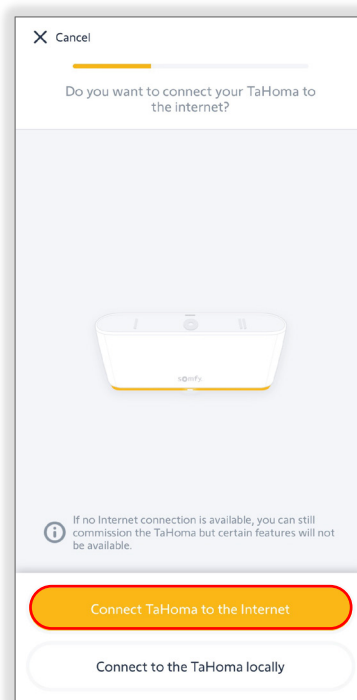 Cancel
Do you want to connect your TaHoma to
the internet?
somfy.
If no Internet connection is available, you can still
commission the TaHoma but certain features will not
be available.
Connect TaHoma to the Internet
Connect to the TaHoma locally